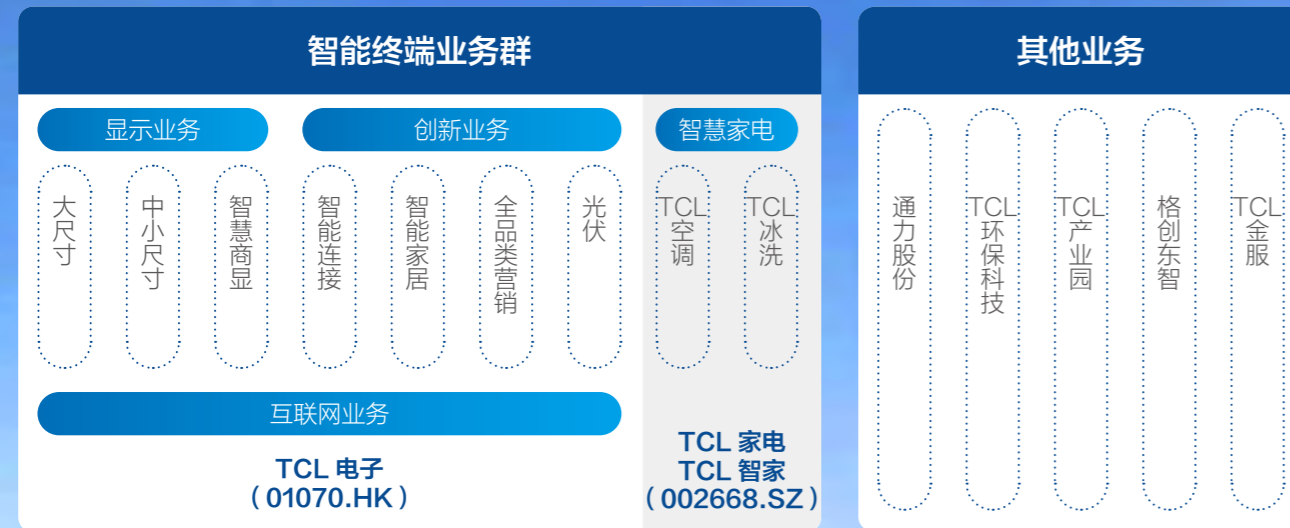 智能终端业务群
显示业务
创新业务
智慧家电
大尺寸
中小尺寸
智慧商显
智能连接
智能家居
全品类营销
光伏
TCL空调
TCL冰洗
互联网业务
TCL 电子
（01070.HK）
TCL 家电
TCL 智家
（002668.SZ）
其他业务
通力股份
TCL环保科技
TCL产业园
格创东智
TCL金服